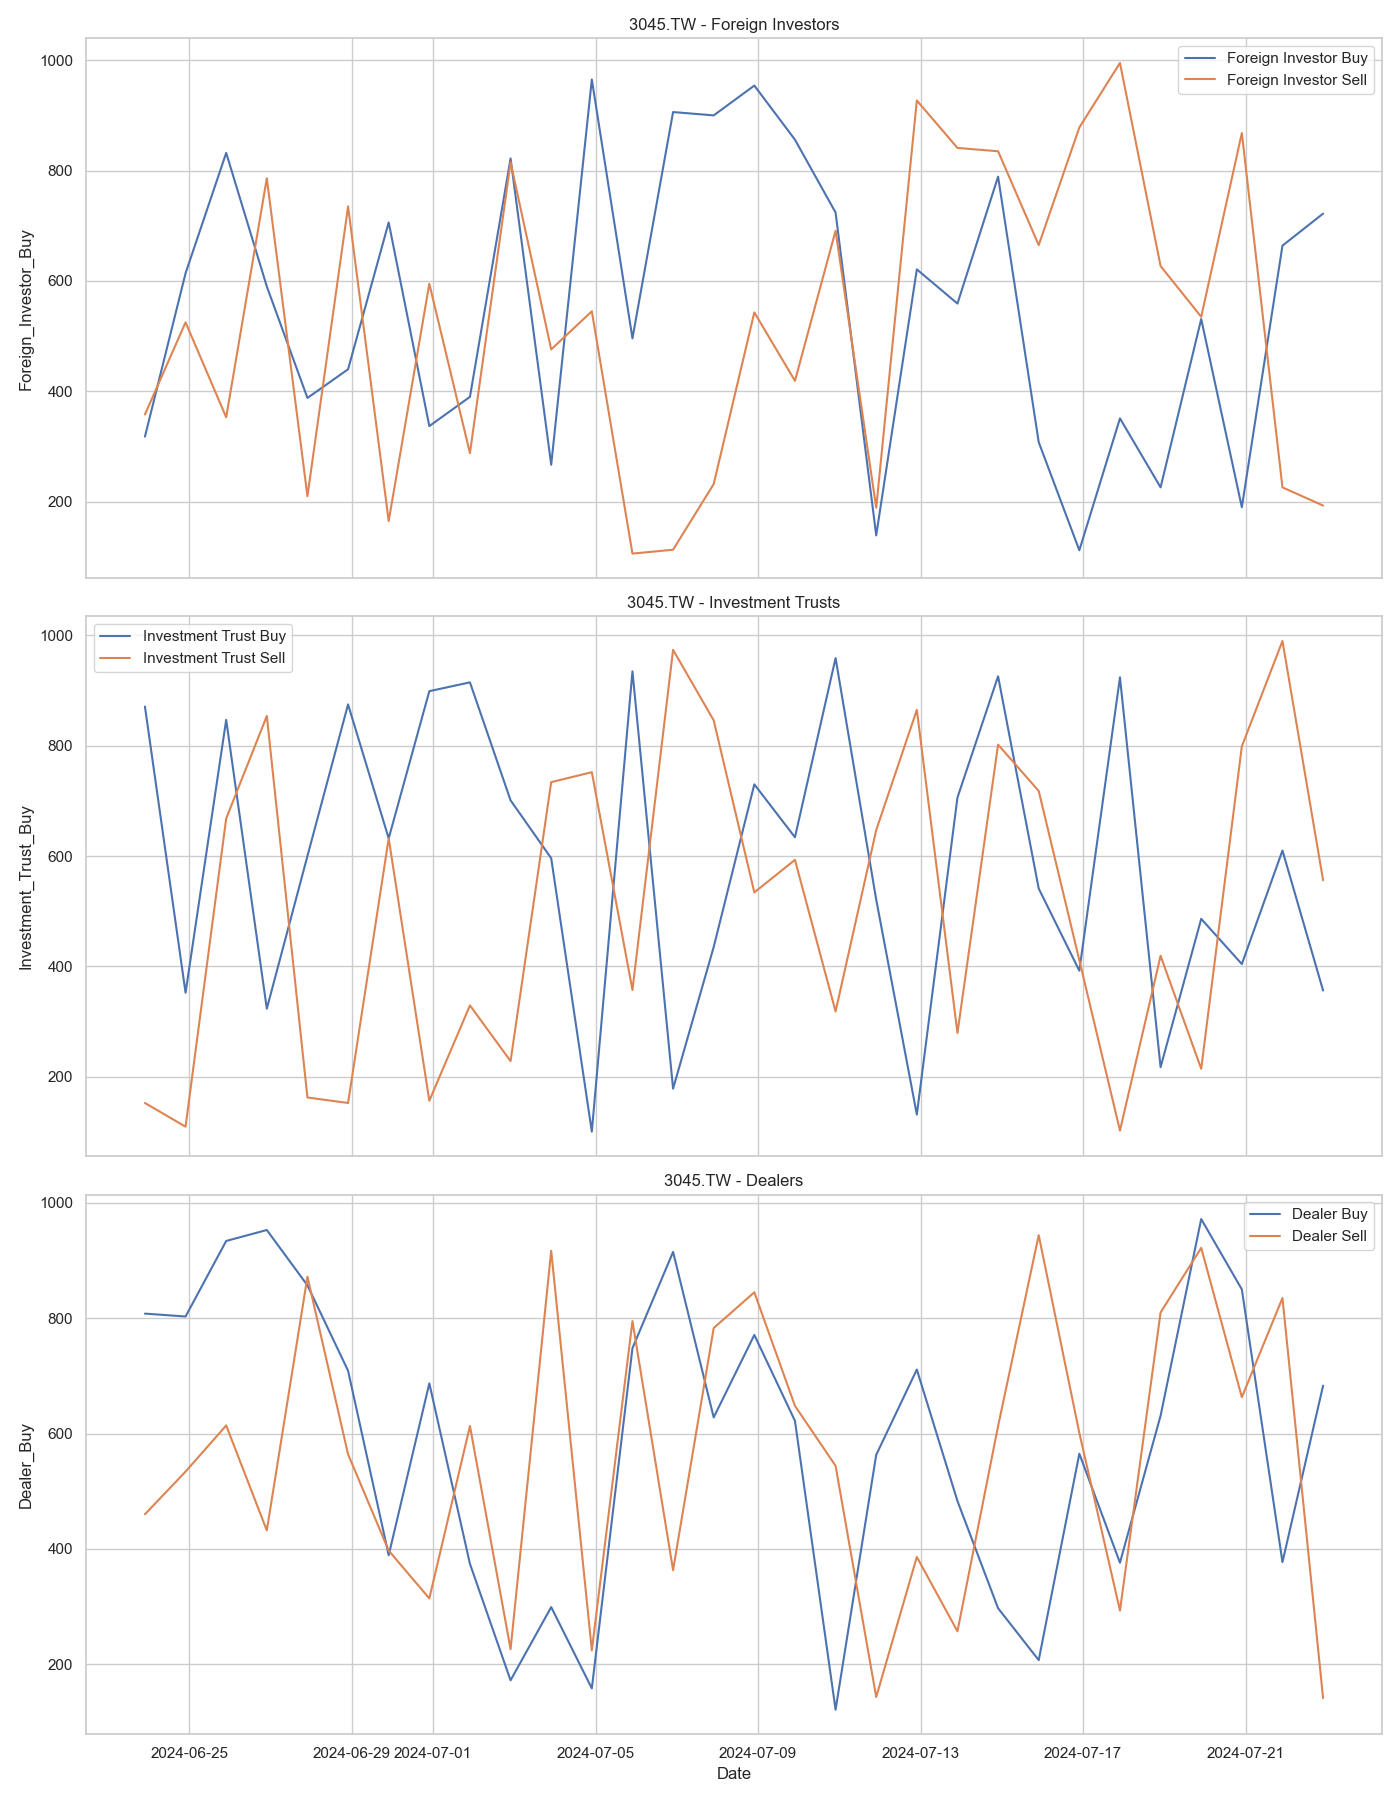 3045.TW - Foreign Investors
Foreign Investor Buy
Foreign Investor Sell
Foreign_Investor_Buy
1000
800
600
400
200
3045.TW - Investment Trusts
Investment Trust Buy
Investment Trust Sell
Investment_Trust_Buy
1000
800
600
400
200
3045.TW - Dealers
Dealer Buy
Dealer Sell
Dealer_Buy
1000
800
600
400
200
2024-06-25 2024-06-29 2024-07-01 2024-07-05 2024-07-09 2024-07-13 2024-07-17 2024-07-21
Date